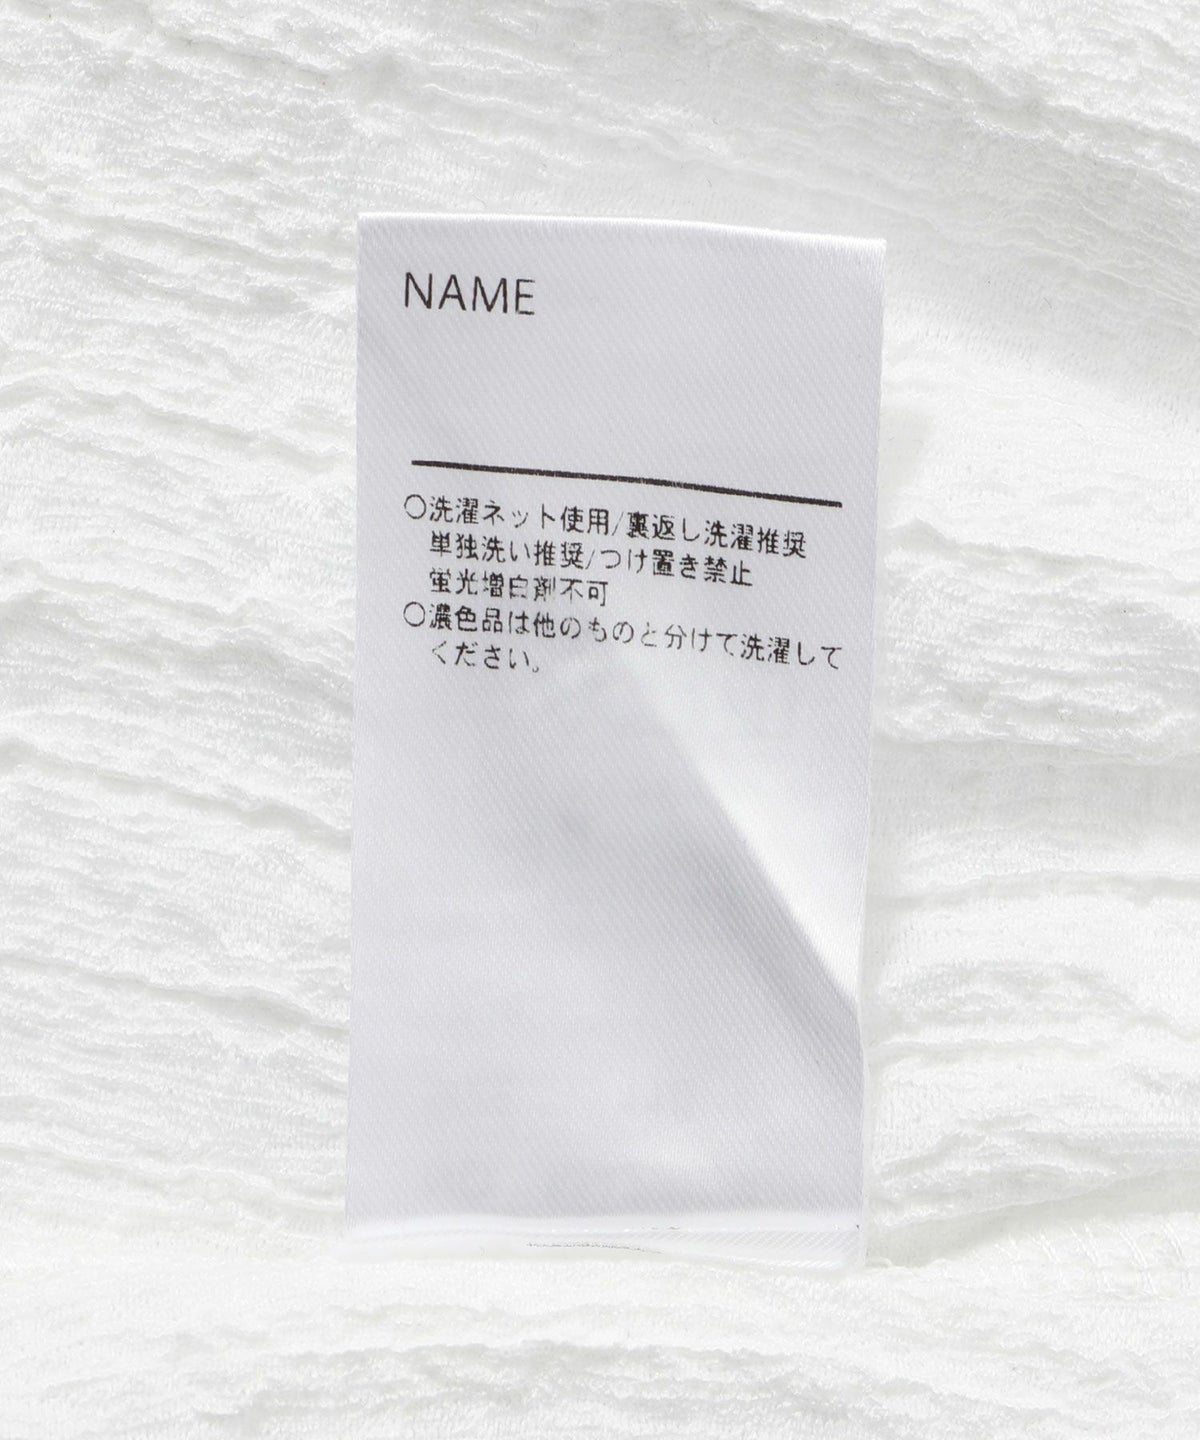 NAME
○洗濯ネット使用/裏返し洗濯推奨
単独洗い推奨/つけ置き禁止
蛍光増白剤不可
○濃色品は他のものと分けて洗濯して
ください。